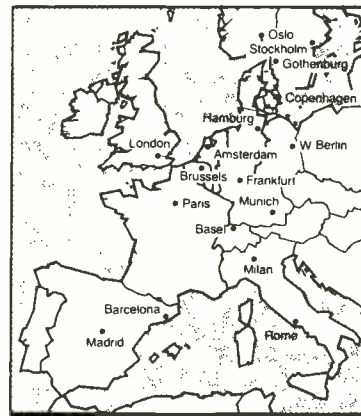 Oslo
Stockholm
Gothenburg
Copenhagen
Hamburg
London
W Berlin
Amsterdam
Brussels
Frankfurt
Paris
Munich
Basel
Milan
Barcelona
Rome
Madrid